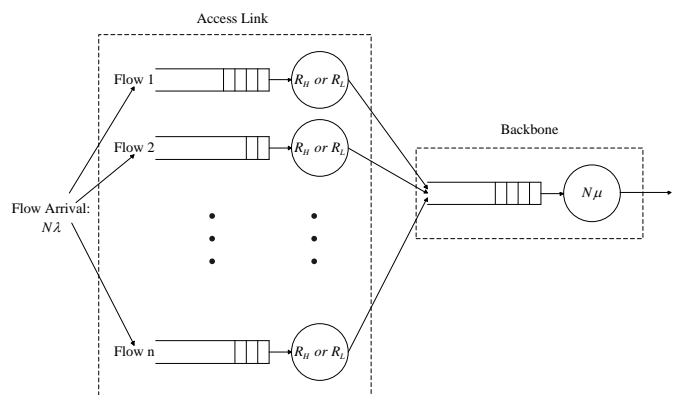 Access Link
Flow 1
R_H or R_L
Flow 2
R_H or R_L
Backbone
Flow Arrival:
Nλ
Nμ
Flow n
R_H or R_L